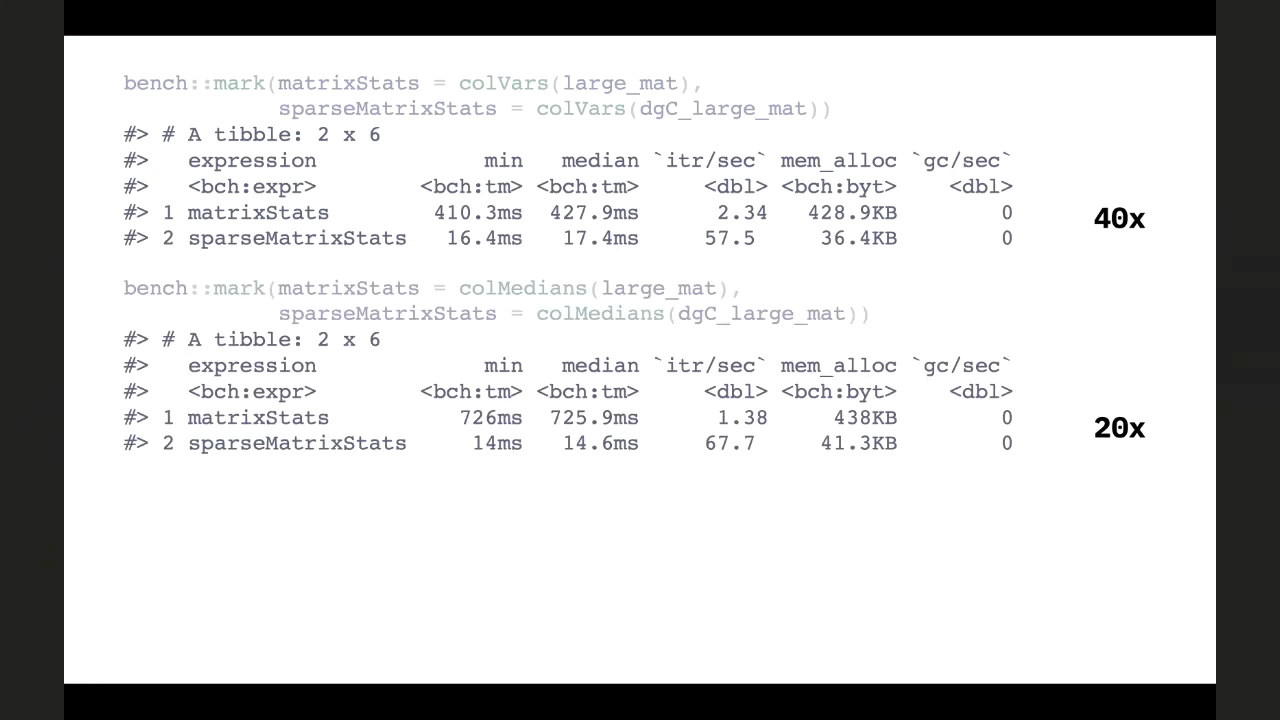 bench::mark(matrixStats = colVars(large_mat),
            sparseMatrixStats = colVars(dgC_large_mat))
#> # A tibble: 2 x 6
#>   expression             min   median `itr/sec` mem_alloc `gc/sec`
#>   <bch:expr>        <bch:tm> <bch:tm>     <dbl> <bch:byt>    <dbl>
#> 1 matrixStats        410.3ms  427.9ms      2.34   428.9KB        0
40x
#> 2 sparseMatrixStats   16.4ms   17.4ms     57.5     36.4KB        0
bench::mark(matrixStats = colMedians(large_mat),
            sparseMatrixStats = colMedians(dgC_large_mat))
#> # A tibble: 2 x 6
#>   expression             min   median `itr/sec` mem_alloc `gc/sec`
#>   <bch:expr>        <bch:tm> <bch:tm>     <dbl> <bch:byt>    <dbl>
#> 1 matrixStats          726ms  725.9ms      1.38     438KB        0
20x
#> 2 sparseMatrixStats     14ms   14.6ms     67.7     41.3KB        0